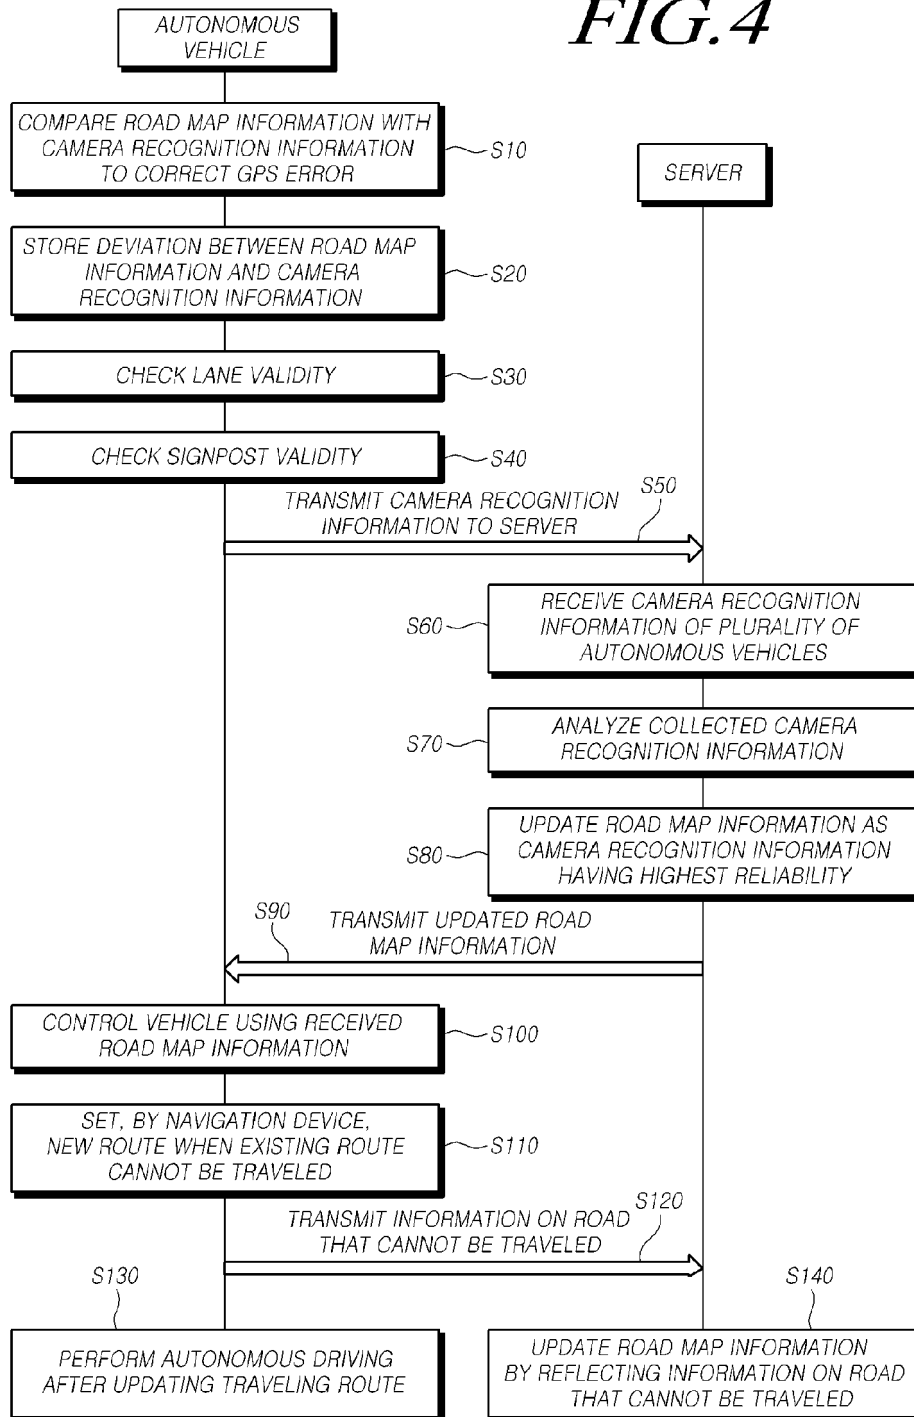 FIG.4
AUTONOMOUS
VEHICLE
COMPARE ROAD MAP INFORMATION WITH
CAMERA RECOGNITION INFORMATION
TO CORRECT GPS ERROR
S10
SERVER
STORE DEVIATION BETWEEN ROAD MAP
INFORMATION AND CAMERA
RECOGNITION INFORMATION
S20
CHECK LANE VALIDITY
S30
CHECK SIGNPOST VALIDITY
S40
TRANSMIT CAMERA RECOGNITION
INFORMATION TO SERVER
S50
RECEIVE CAMERA RECOGNITION
INFORMATION OF PLURALITY OF
AUTONOMOUS VEHICLES
S60
ANALYZE COLLECTED CAMERA
RECOGNITION INFORMATION
S70
UPDATE ROAD MAP INFORMATION AS
CAMERA RECOGNITION INFORMATION
HAVING HIGHEST RELIABILITY
S80
S90
TRANSMIT UPDATED ROAD
MAP INFORMATION
CONTROL VEHICLE USING RECEIVED
ROAD MAP INFORMATION
S100
SET, BY NAVIGATION DEVICE,
NEW ROUTE WHEN EXISTING ROUTE
CANNOT BE TRAVELED
S110
TRANSMIT INFORMATION ON ROAD
THAT CANNOT BE TRAVELED
S120
S130
PERFORM AUTONOMOUS DRIVING
AFTER UPDATING TRAVELING ROUTE
S140
UPDATE ROAD MAP INFORMATION
BY REFLECTING INFORMATION ON ROAD
THAT CANNOT BE TRAVELED